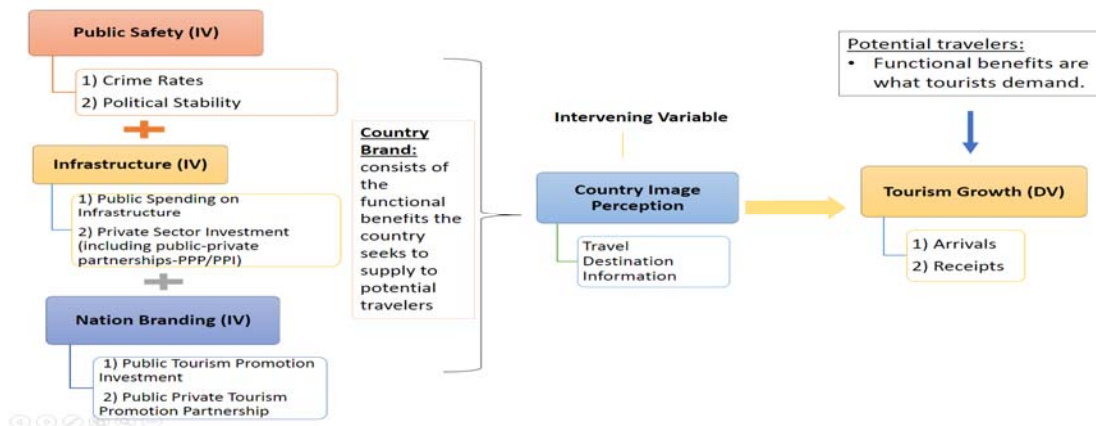 Public Safety (IV)
1) Crime Rates
2) Political Stability
Infrastructure (IV)
1) Public Spending on
Infrastructure
2) Private Sector Investment
(including public-private
partnerships-PPP/PPI)
Nation Branding (IV)
1) Public Tourism Promotion
Investment
2) Public Private Tourism
Promotion Partnership
Country
Brand:
consists of
the
functional
benefits the
country
seeks to
supply to
potential
travelers
Intervening Variable
Country Image
Perception
Travel
Destination
Information
Potential travelers:
• Functional benefits are
what tourists demand.
Tourism Growth (DV)
1) Arrivals
2) Receipts